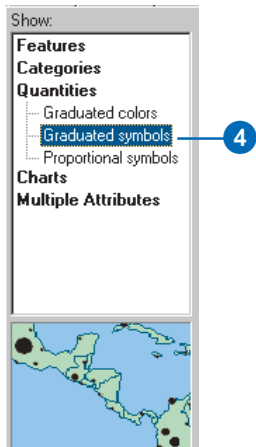 Show:
Features
Categories
Quantities
Graduated colors
Graduated symbols
4
Proportional symbols
Charts
Multiple Attributes